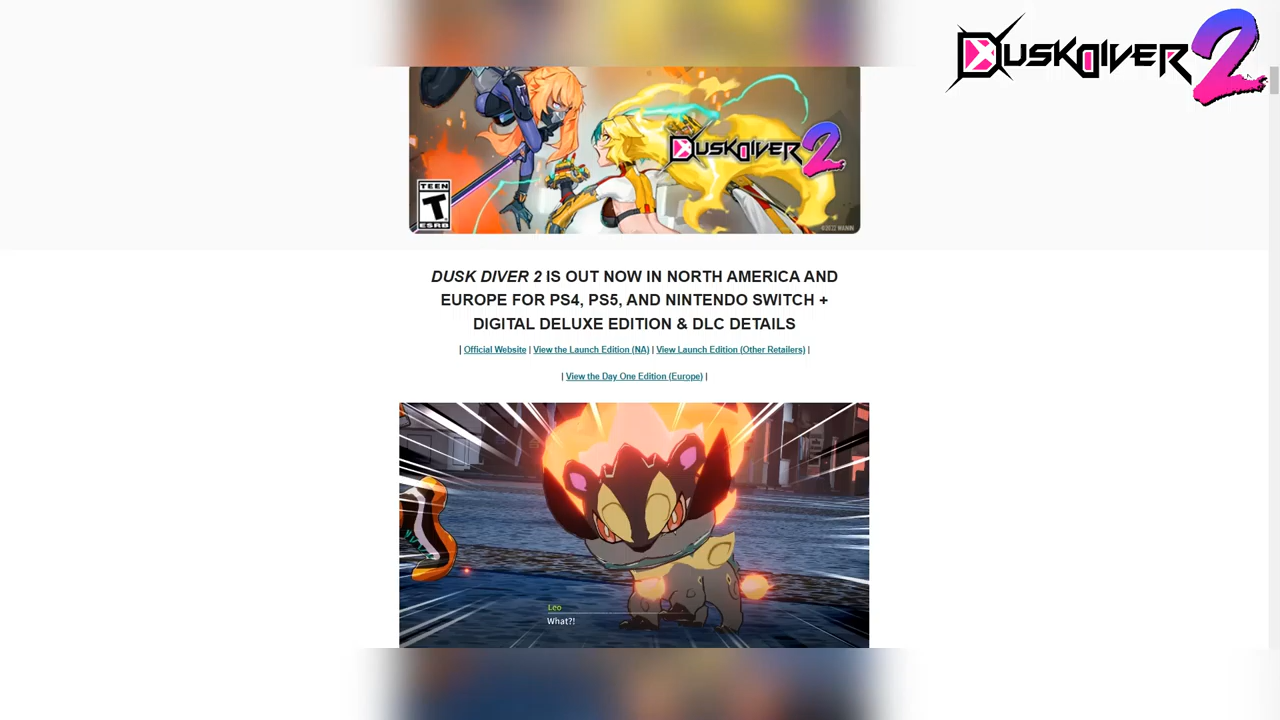 DUSKDIVER 2
DUSKDIVER 2
TEEN
T
ESRB
©2022 WANIN
DUSK DIVER 2 IS OUT NOW IN NORTH AMERICA AND
EUROPE FOR PS4, PS5, AND NINTENDO SWITCH +
DIGITAL DELUXE EDITION & DLC DETAILS
| Official Website | View the Launch Edition (NA) | View Launch Edition (Other Retailers) |
| View the Day One Edition (Europe) |
Leo
What?!